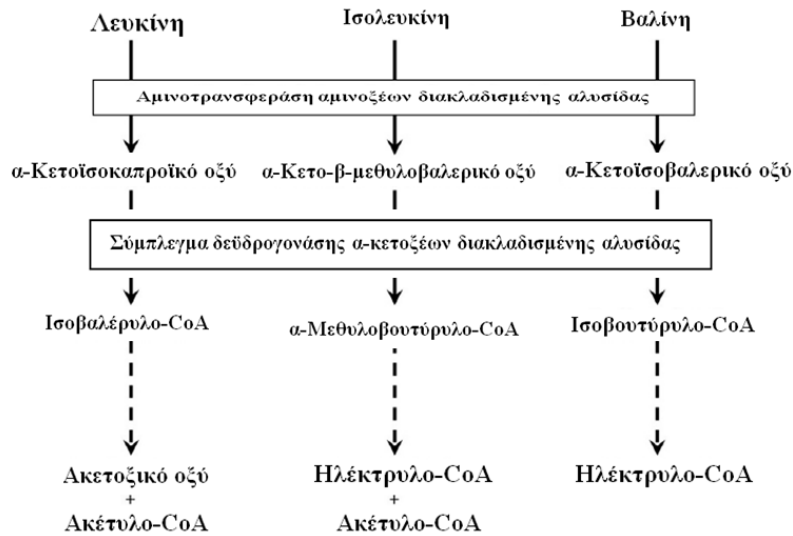 Λευκίνη Ισολευκίνη Βαλίνη
Αμινοτρανσφεράση αμινοξέων διακλαδισμένης αλυσίδας
α-Κετοϊσοκαπροϊκό οξύ α-Κετο-β-μεθυλοβαλερικό οξύ α-Κετοϊσοβαλερικό οξύ
Σύμπλεγμα δεϋδρογονάσης α-κετοξέων διακλαδισμένης αλυσίδας
Ισοβαλέρυλο-CoA α-Μεθυλοβουτύρυλο-CoA Ισοβουτύρυλο-CoA
Ακετοξικό οξύ Ηλέκτρυλο-CoA Ηλέκτρυλο-CoA
+ +
Ακέτυλο-CoA Ακέτυλο-CoA